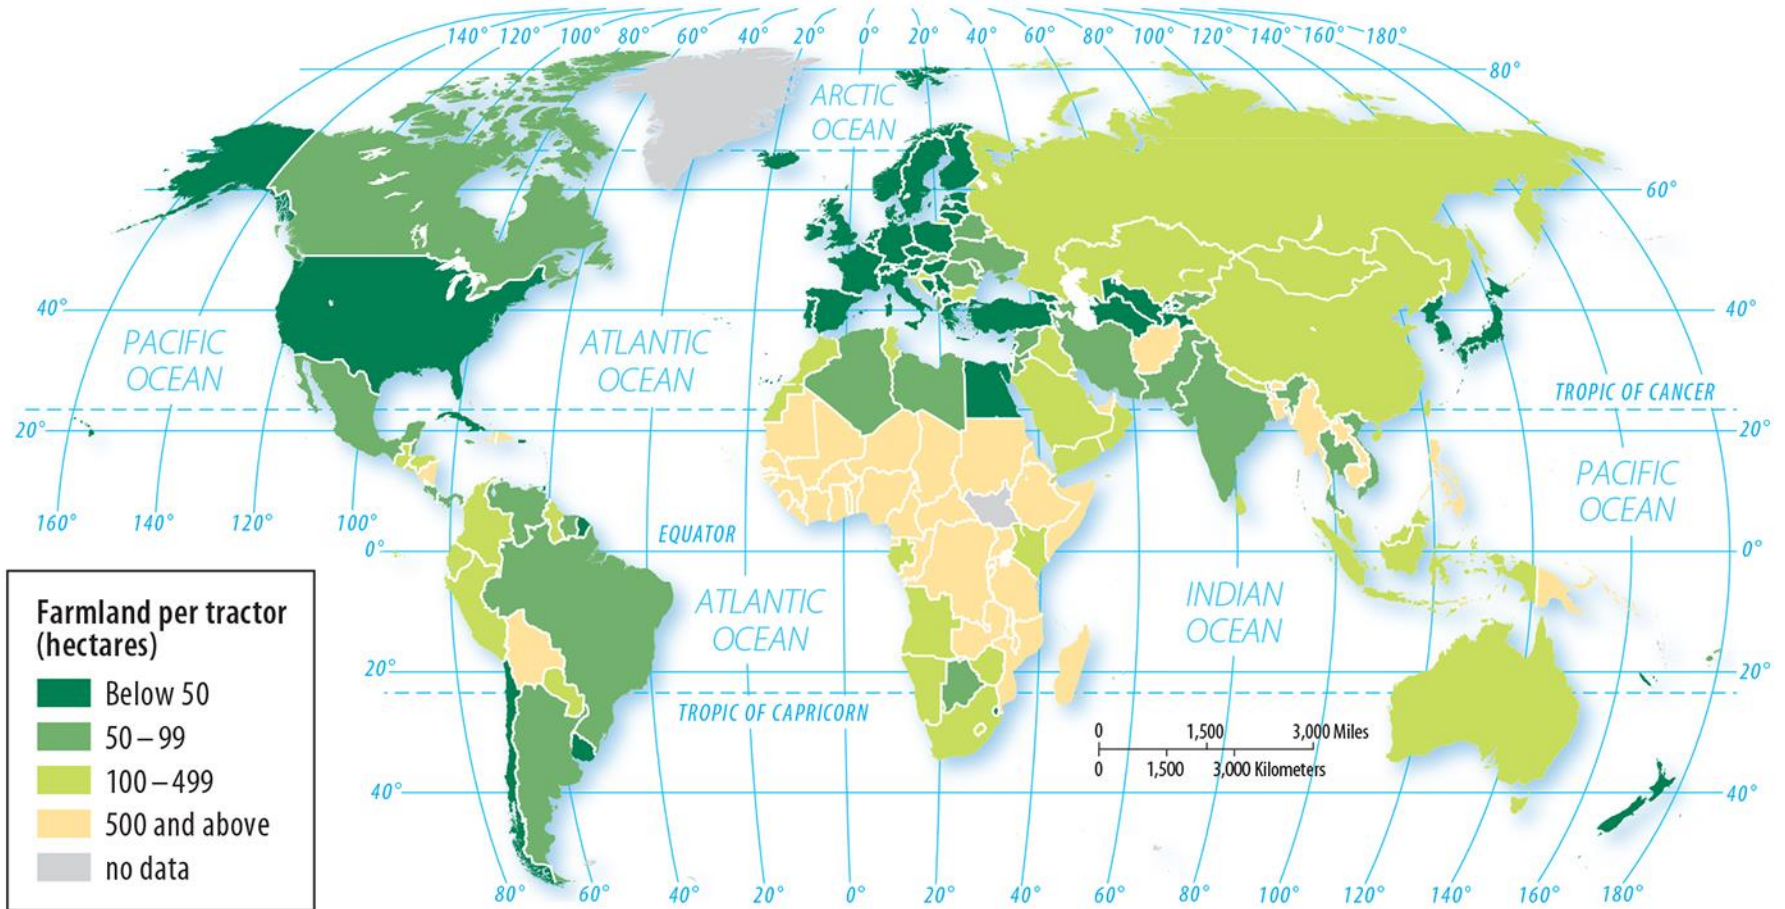 140° 120° 100° 80° 60° 40° 20° 0° 20° 40° 60° 80° 100° 120° 140° 160° 180°
80°
ARCTIC
OCEAN
60°
40°
40°
PACIFIC
OCEAN
ATLANTIC
OCEAN
TROPIC OF CANCER
20°
20°
PACIFIC
OCEAN
160° 140° 120° 100°
EQUATOR
0°
0°
ATLANTIC
OCEAN
INDIAN
OCEAN
20°
20°
TROPIC OF CAPRICORN
0 1,500 3,000 Miles
0 1,500 3,000 Kilometers
40°
40°
80° 60° 40° 20° 0° 20° 40° 60° 80° 100° 120° 140° 160° 180°
Farmland per tractor
(hectares)
Below 50
50–99
100–499
500 and above
no data